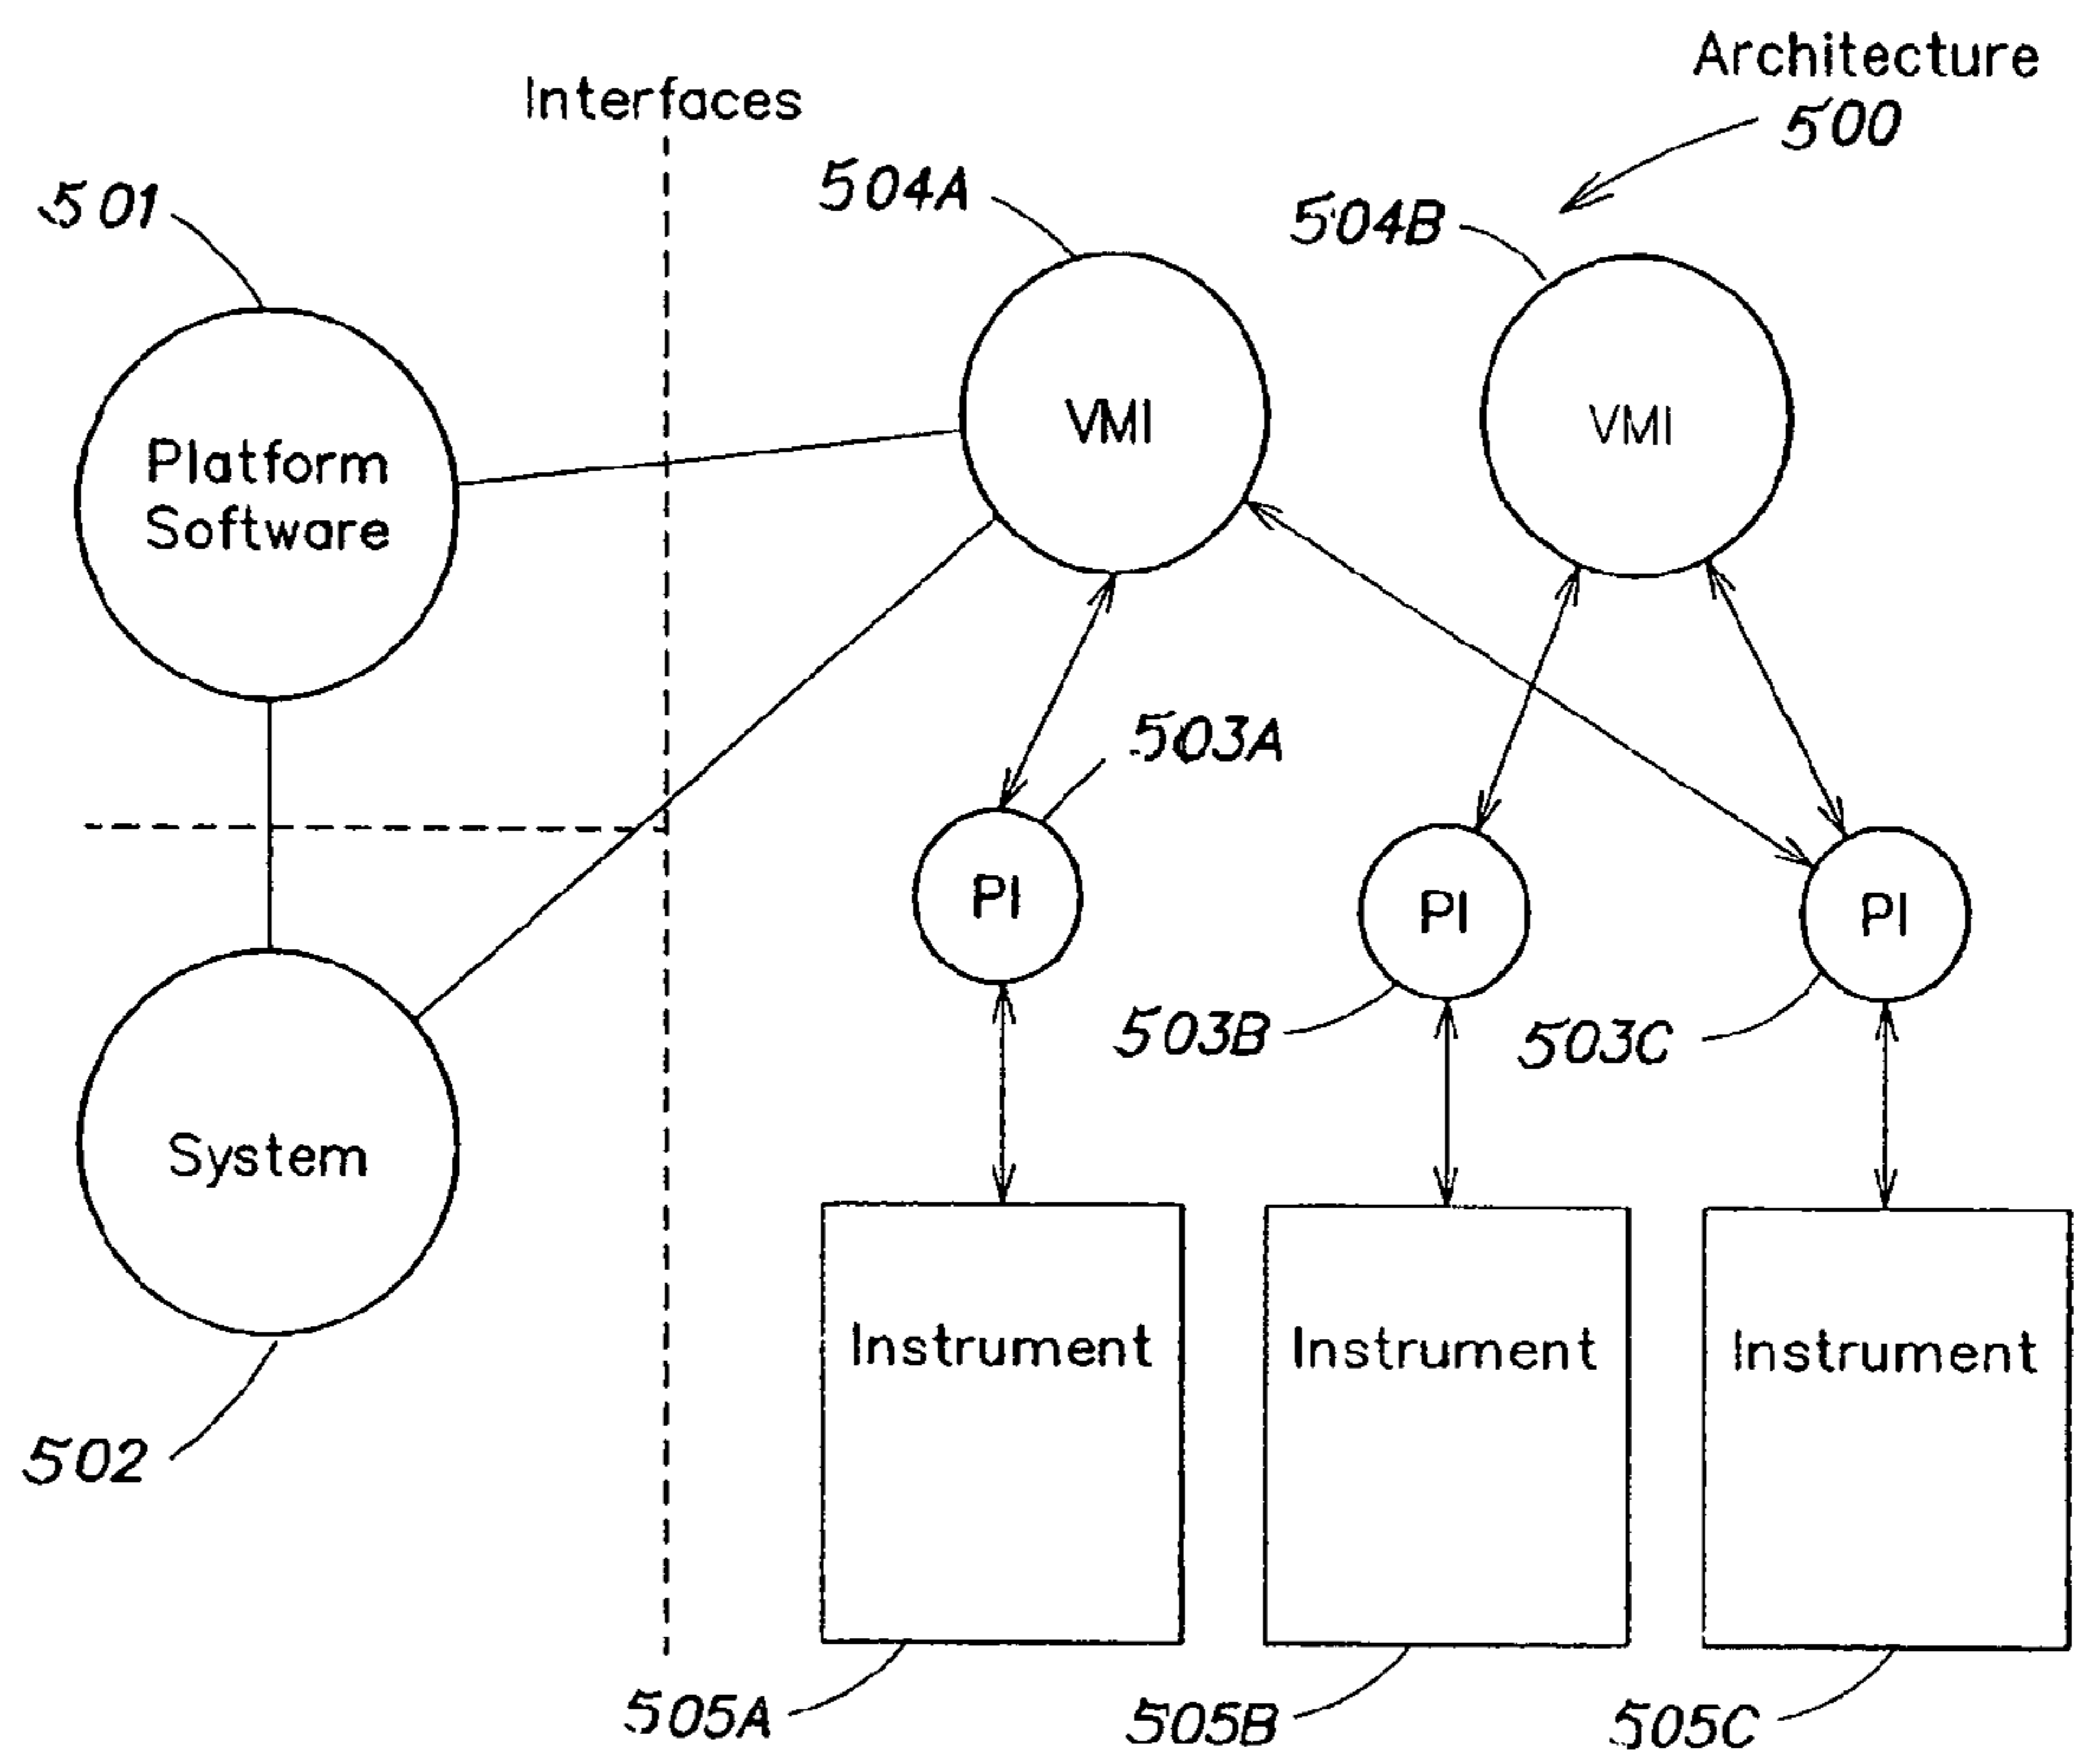 Architecture
500
Interfaces
501
504A
504B
Platform
Software
VMI
VMI
503A
PI
PI
PI
503B
503C
System
Instrument
Instrument
Instrument
502
505A
505B
505C